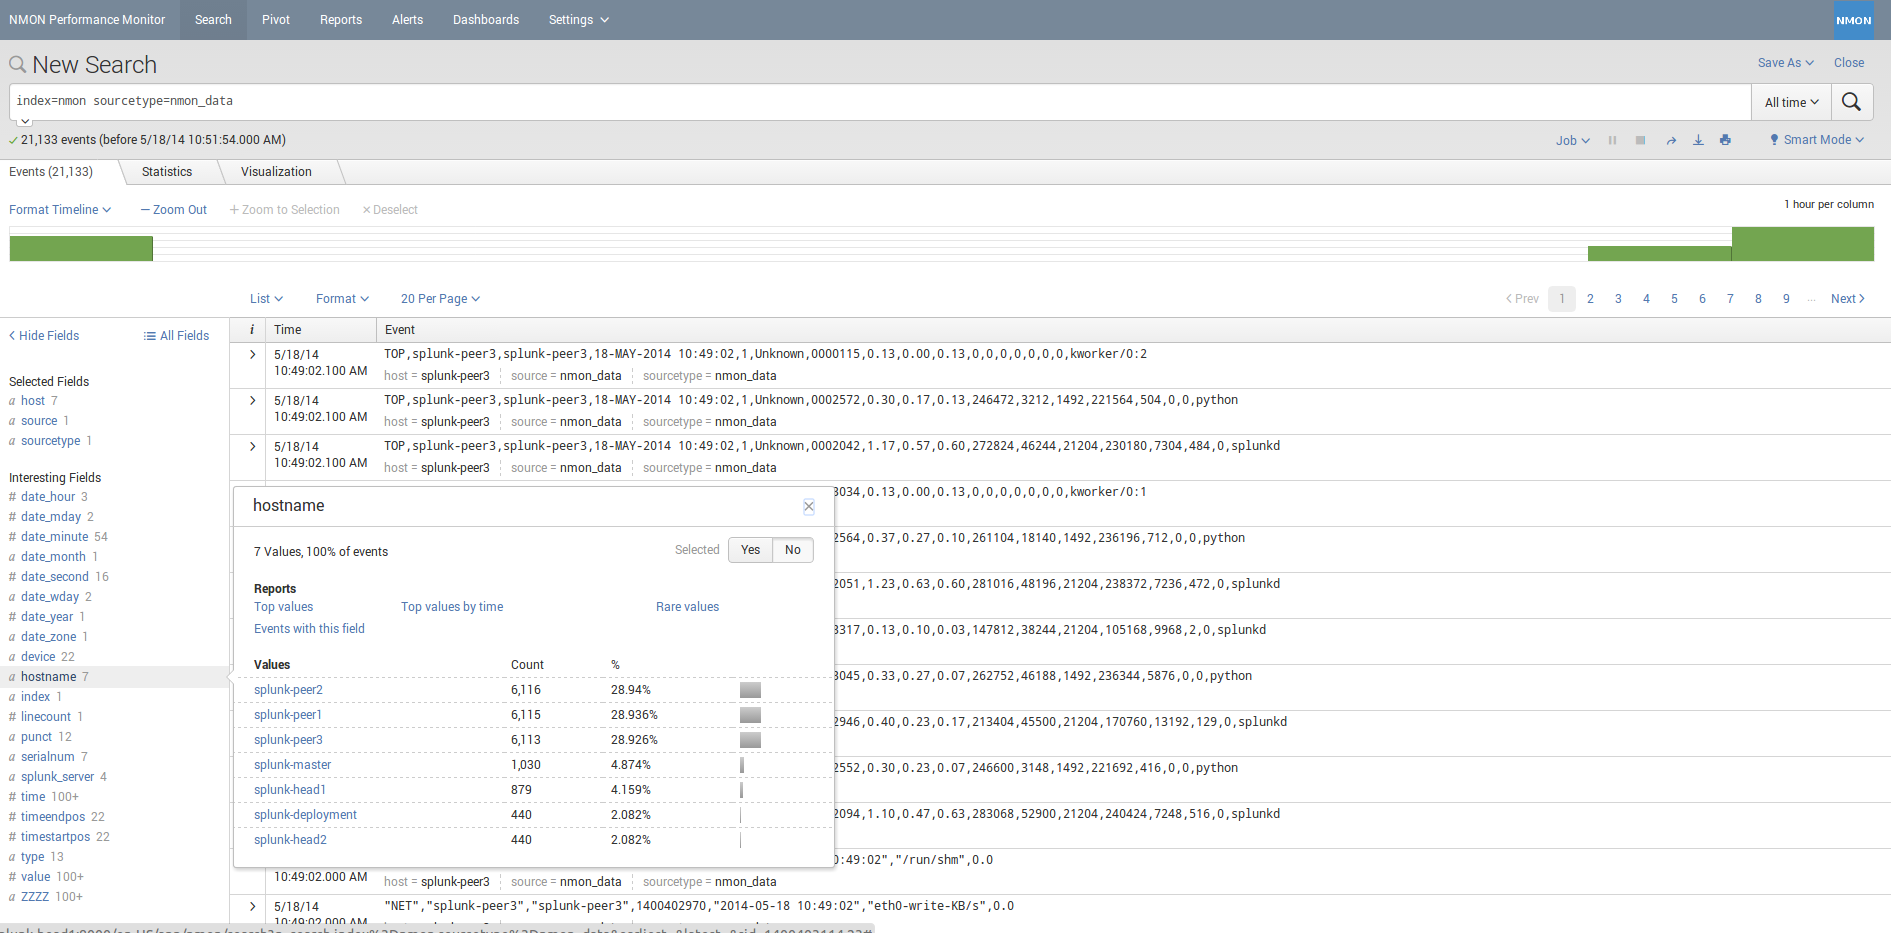 NMON Performance Monitor Search Pivot Reports Alerts Dashboards Settings NMON
New Search Save As Close
index=nmon sourcetype=nmon_data All time
21,133 events (before 5/18/14 10:51:54.000 AM) Job Smart Mode
Events (21,133) Statistics Visualization
Format Timeline — Zoom Out + Zoom to Selection × Deselect 1 hour per column
List Format 20 Per Page < Prev 1 2 3 4 5 6 7 8 9 ... Next >
< Hide Fields All Fields
Selected Fields
a host 7
a source 1
a sourcetype 1
Interesting Fields
# date_hour 3
# date_mday 2
# date_minute 54
a date_month 1
# date_second 16
a date_wday 2
# date_year 1
a date_zone 1
a device 22
a hostname 7
a index 1
# linecount 1
a punct 12
a serialnum 7
a splunk_server 4
# time 100+
# timeendpos 22
# timestartpos 22
a type 13
# value 100+
a ZZZZ 100+
i Time Event
5/18/14 10:49:02.100 AM TOP,splunk-peer3,splunk-peer3,18-MAY-2014 10:49:02,1,Unknown,0000115,0.13,0.00,0.13,0,0,0,0,0,0,0,kworker/0:2
host = splunk-peer3 source = nmon_data sourcetype = nmon_data
5/18/14 10:49:02.100 AM TOP,splunk-peer3,splunk-peer3,18-MAY-2014 10:49:02,1,Unknown,0002572,0.30,0.17,0.13,246472,3212,1492,221564,504,0,0,python
host = splunk-peer3 source = nmon_data sourcetype = nmon_data
5/18/14 10:49:02.100 AM TOP,splunk-peer3,splunk-peer3,18-MAY-2014 10:49:02,1,Unknown,0002042,1.17,0.57,0.60,272824,46244,21204,230180,7304,484,0,splunkd
host = splunk-peer3 source = nmon_data sourcetype = nmon_data
3034,0.13,0.00,0.13,0,0,0,0,0,0,0,kworker/0:1
2564,0.37,0.27,0.10,261104,18140,1492,236196,712,0,0,python
2051,1.23,0.63,0.60,281016,48196,21204,238372,7236,472,0,splunkd
3317,0.13,0.10,0.03,147812,38244,21204,105168,9968,2,0,splunkd
3045,0.33,0.27,0.07,262752,46188,1492,236344,5876,0,0,python
2946,0.40,0.23,0.17,213404,45500,21204,170760,13192,129,0,splunkd
2552,0.30,0.23,0.07,246600,3148,1492,221692,416,0,0,python
2094,1.10,0.47,0.63,283068,52900,21204,240424,7248,516,0,splunkd
0:49:02","/run/shm",0.0
10:49:02.000 AM host = splunk-peer3 source = nmon_data sourcetype = nmon_data
5/18/14 "NET","splunk-peer3","splunk-peer3",1400402970,"2014-05-18 10:49:02","eth0-write-KB/s",0.0
10:49:02.000 AM
hostname
7 Values, 100% of events Selected Yes No
Reports
Top values Top values by time Rare values
Events with this field
Values Count %
splunk-peer2 6,116 28.94%
splunk-peer1 6,115 28.936%
splunk-peer3 6,113 28.926%
splunk-master 1,030 4.874%
splunk-head1 879 4.159%
splunk-deployment 440 2.082%
splunk-head2 440 2.082%